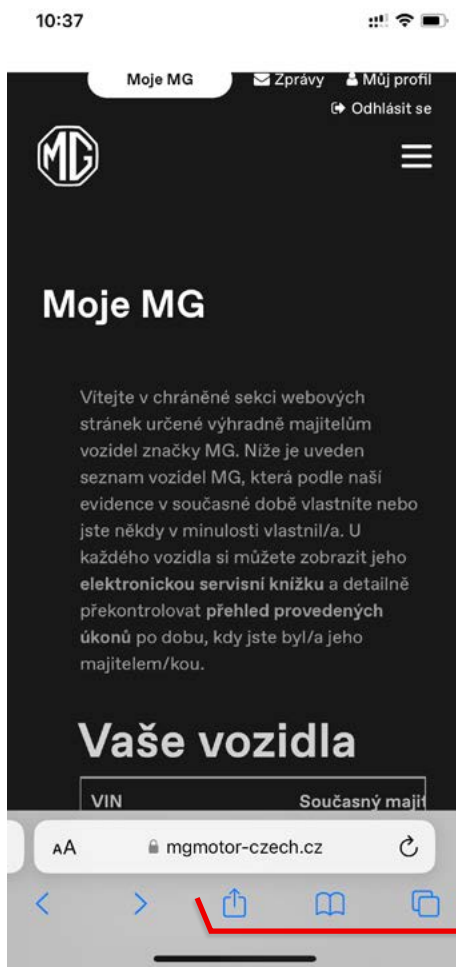 10:37
Moje MG
Zprávy
Můj profil
Odhlásit se
MG
Moje MG
Vítejte v chráněné sekci webových
stránek určené výhradně majitelům
vozidel značky MG. Níže je uveden
seznam vozidel MG, která podle naší
evidence v současné době vlastníte nebo
jste někdy v minulosti vlastnil/a. U
každého vozidla si můžete zobrazit jeho
elektronickou servisní knížku a detailně
překontrolovat přehled provedených
úkonů po dobu, kdy jste byl/a jeho
majitelem/kou.
Vaše vozidla
VIN Současný majit
AA mgmotor-czech.cz